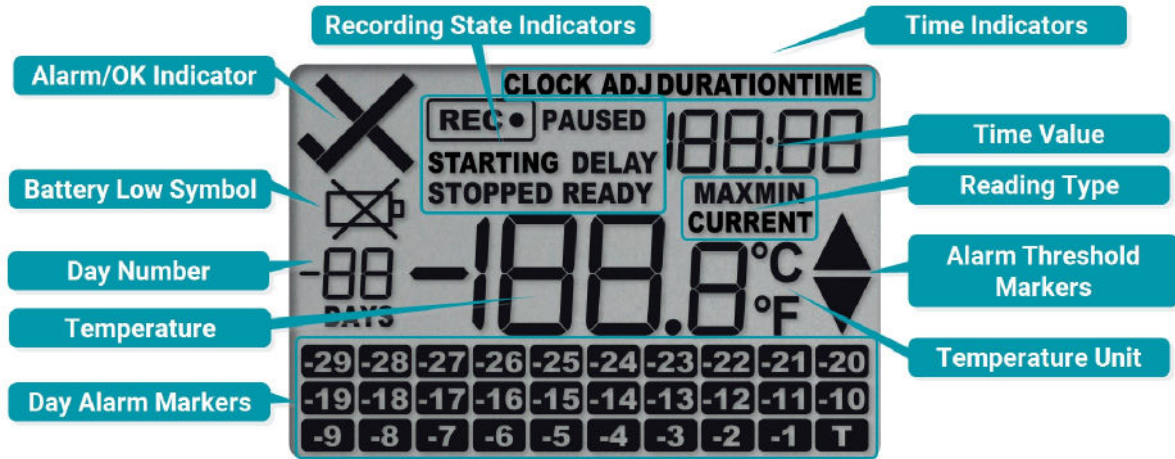 Recording State Indicators
Time Indicators
Alarm/OK Indicator
CLOCK ADJ DURATION TIME
REC ● PAUSED
188:88
Time Value
STARTING DELAY
STOPPED READY
Battery Low Symbol
MAX MIN
CURRENT
Reading Type
Day Number
-88
DAYS
-188.8
°C
°F
Alarm Threshold
Markers
Temperature
Temperature Unit
Day Alarm Markers
-29 -28 -27 -26 -25 -24 -23 -22 -21 -20
-19 -18 -17 -16 -15 -14 -13 -12 -11 -10
-9 -8 -7 -6 -5 -4 -3 -2 -1 T